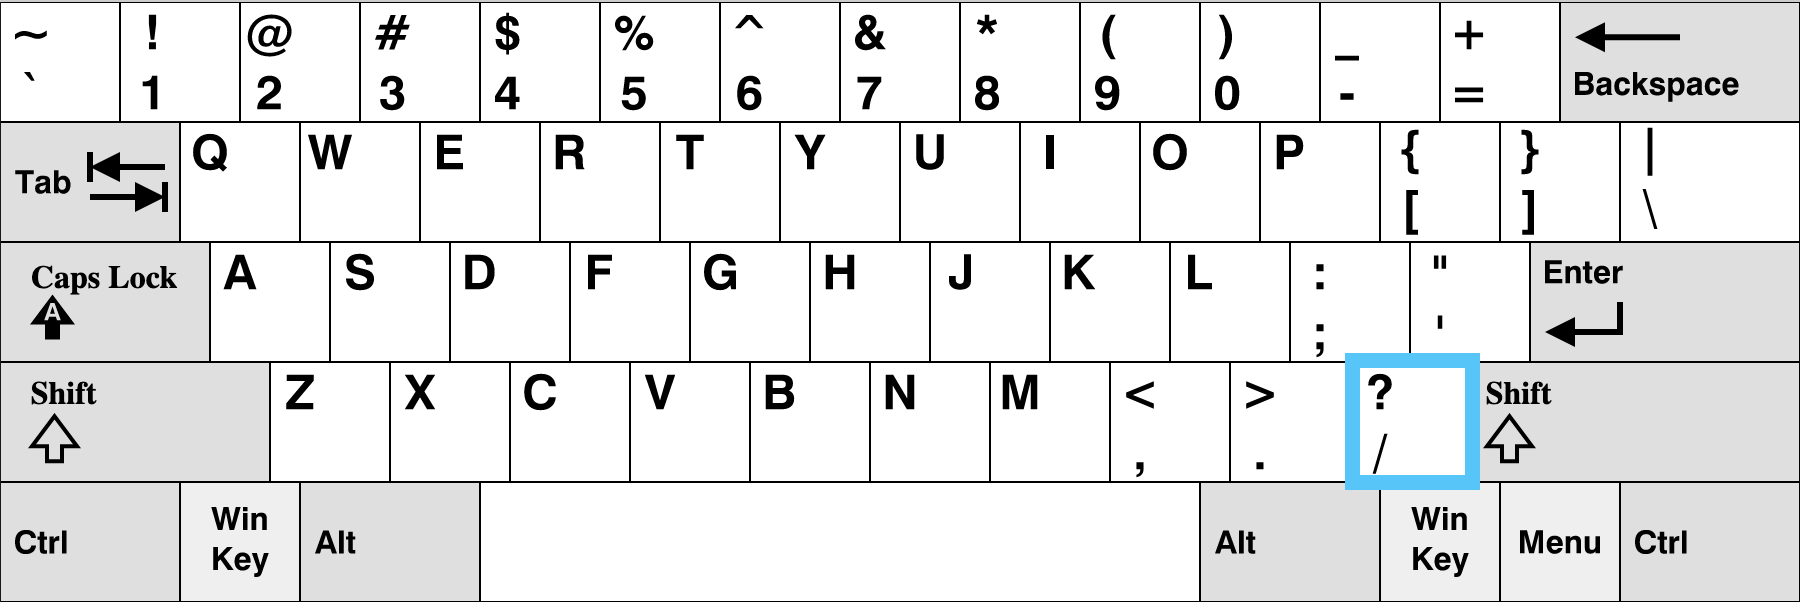 ~ ! @ # $ % ^ & * ( ) _ +
` 1 2 3 4 5 6 7 8 9 0 - = Backspace
Tab Q W E R T Y U I O P { } |
[ ] \
Caps Lock A S D F G H J K L : " Enter
A ; '
Shift Z X C V B N M < > ? Shift
, . /
Ctrl Win Key Alt Alt Win Key Menu Ctrl